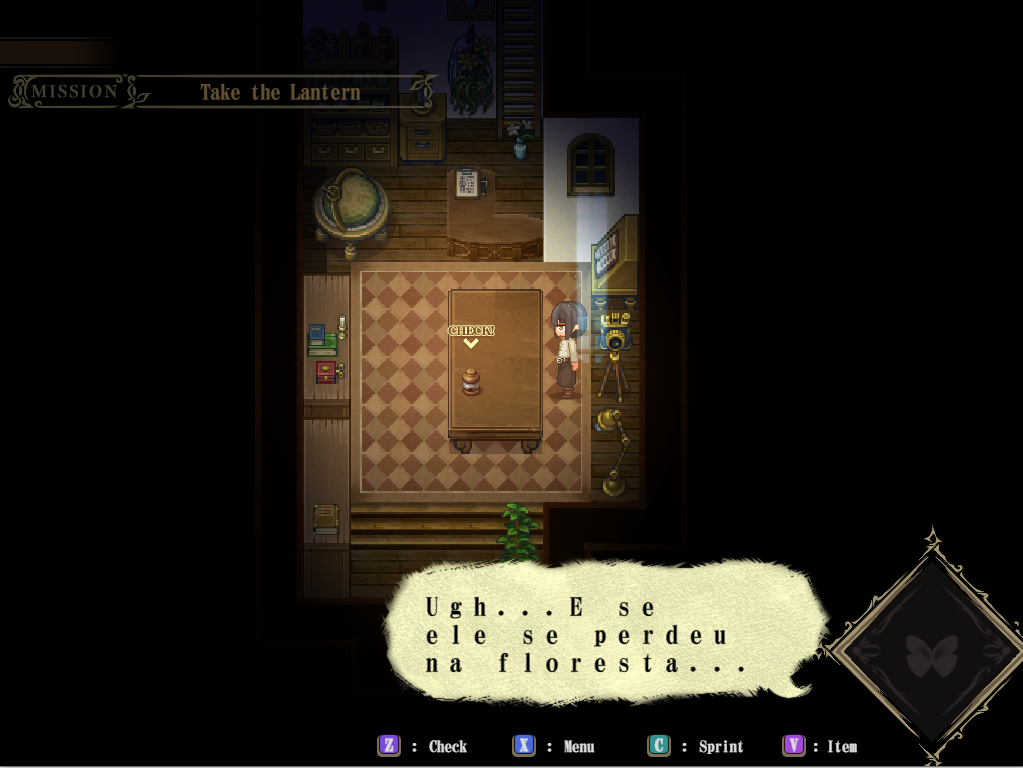 MISSION Take the Lantern
CHECK!
Ugh...E se
ele se perdeu
na floresta...
Z : Check X : Menu C : Sprint V : Item